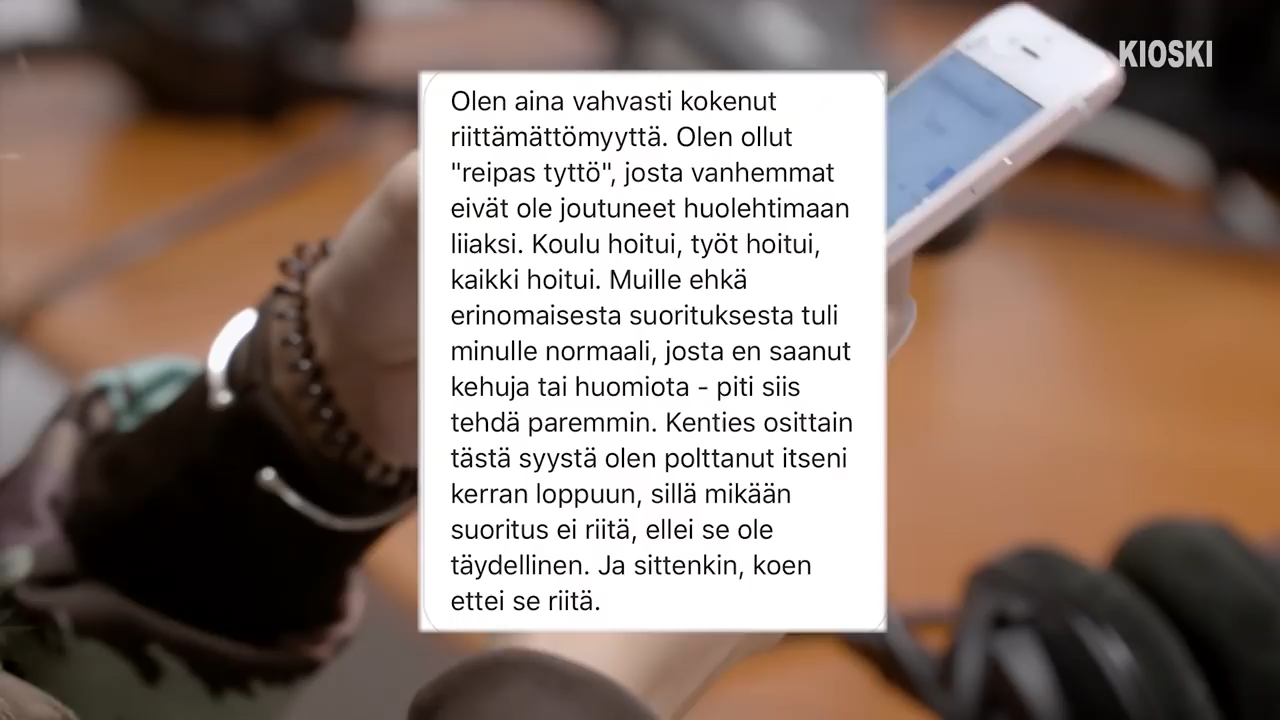 KIOSKI
Olen aina vahvasti kokenut
riittämättömyyttä. Olen ollut
"reipas tyttö", josta vanhemmat
eivät ole joutuneet huolehtimaan
liiaksi. Koulu hoitui, työt hoitui,
kaikki hoitui. Muille ehkä
erinomaisesta suorituksesta tuli
minulle normaali, josta en saanut
kehuja tai huomiota - piti siis
tehdä paremmin. Kenties osittain
tästä syystä olen polttanut itseni
kerran loppuun, sillä mikään
suoritus ei riitä, ellei se ole
täydellinen. Ja sittenkin, koen
ettei se riitä.